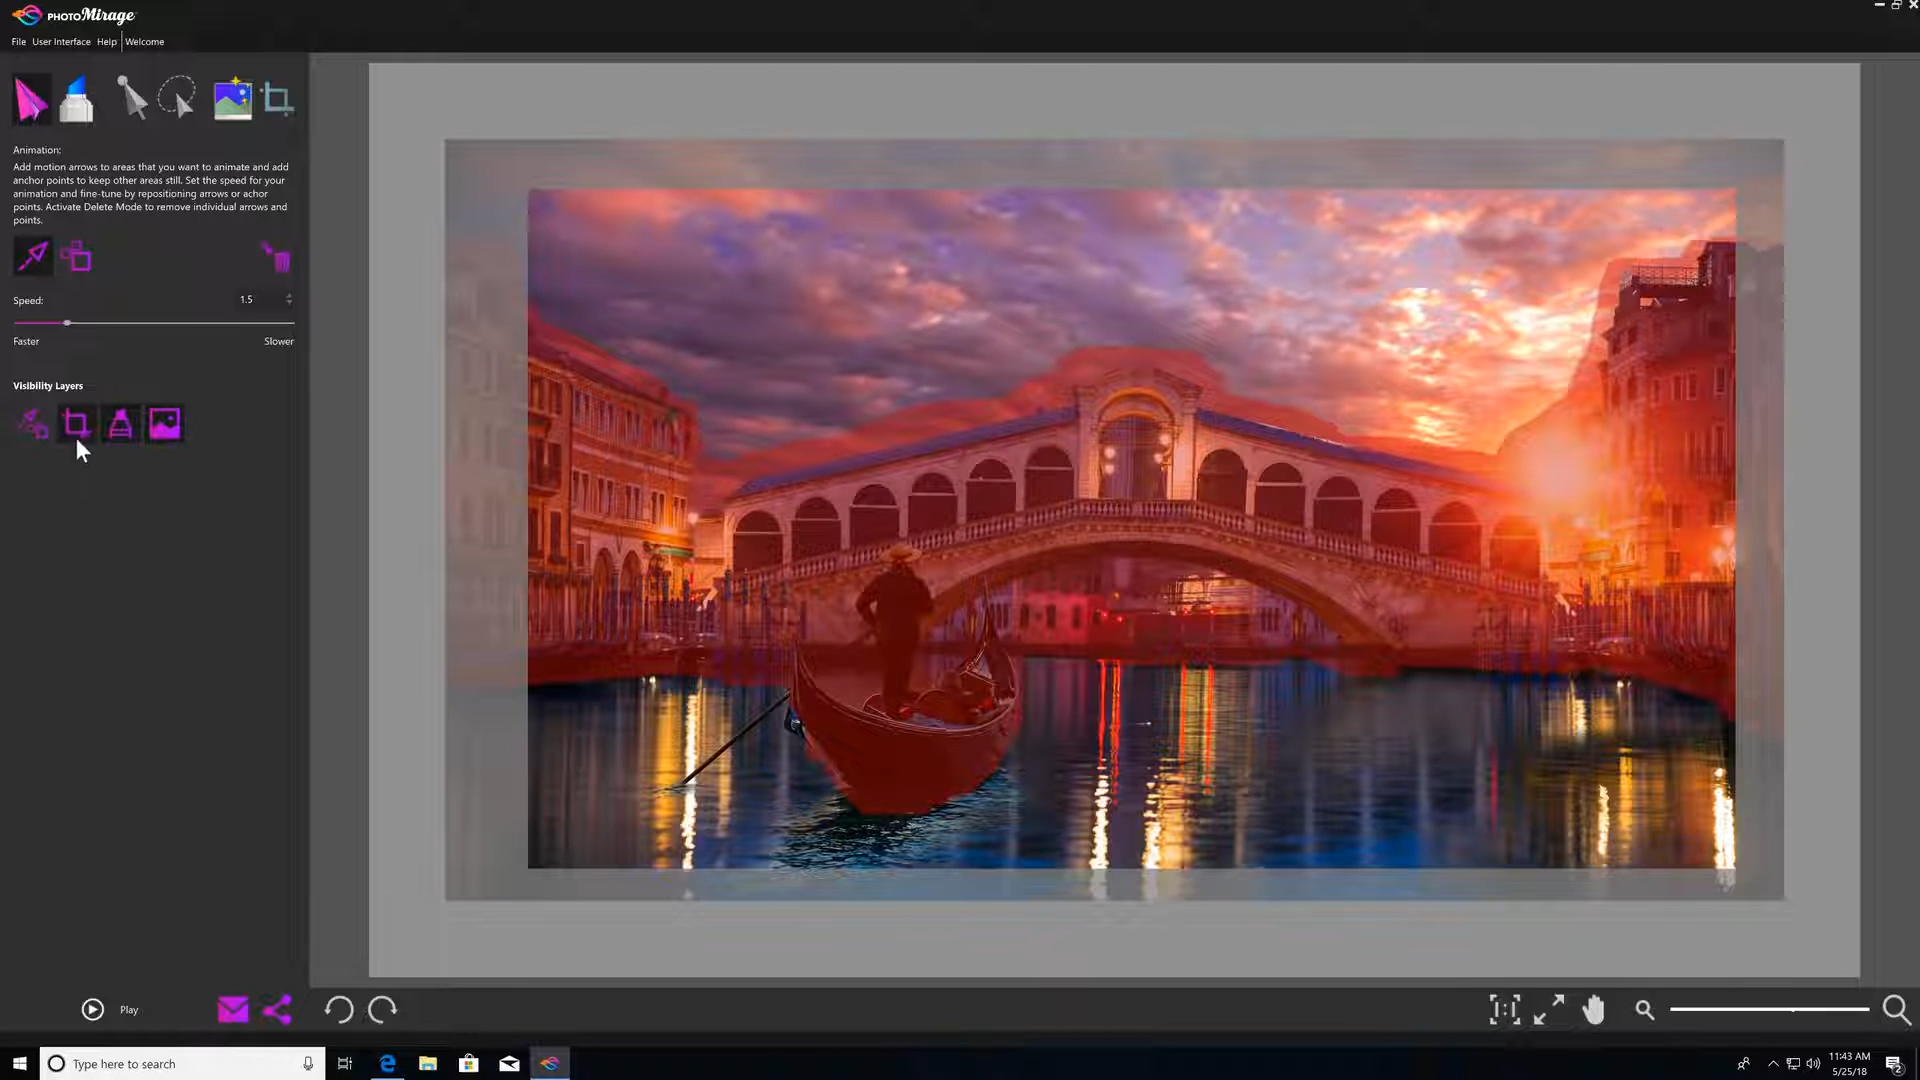 PHOTOMirage
File User Interface Help Welcome
Animation:
Add motion arrows to areas that you want to animate and add
anchor points to keep other areas still. Set the speed for your
animation and fine-tune by repositioning arrows or achor
points. Activate Delete Mode to remove individual arrows and
points.
Speed: 1.5
Faster Slower
Visibility Layers
Play
Type here to search
11:43 AM
5/25/18
2